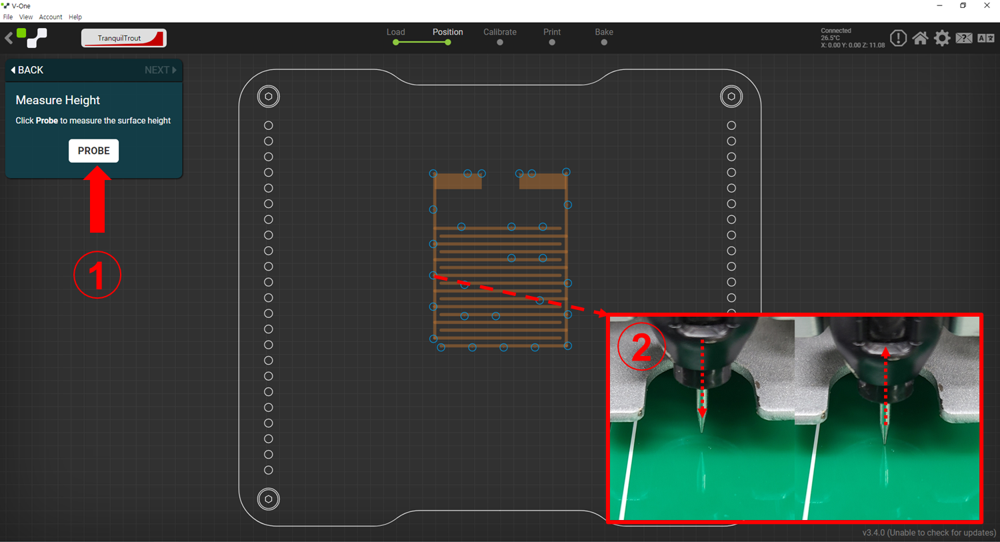 V-One
File View Account Help
TranquilTrout
Load Position Calibrate Print Bake
Connected
26.5°C
X: 0.00 Y: 0.00 Z: 11.08
BACK NEXT
Measure Height
Click Probe to measure the surface height
PROBE
1
2
v3.4.0 (Unable to check for updates)